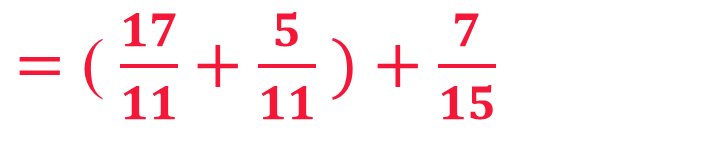 = ( 17/11 + 5/11 ) + 7/15